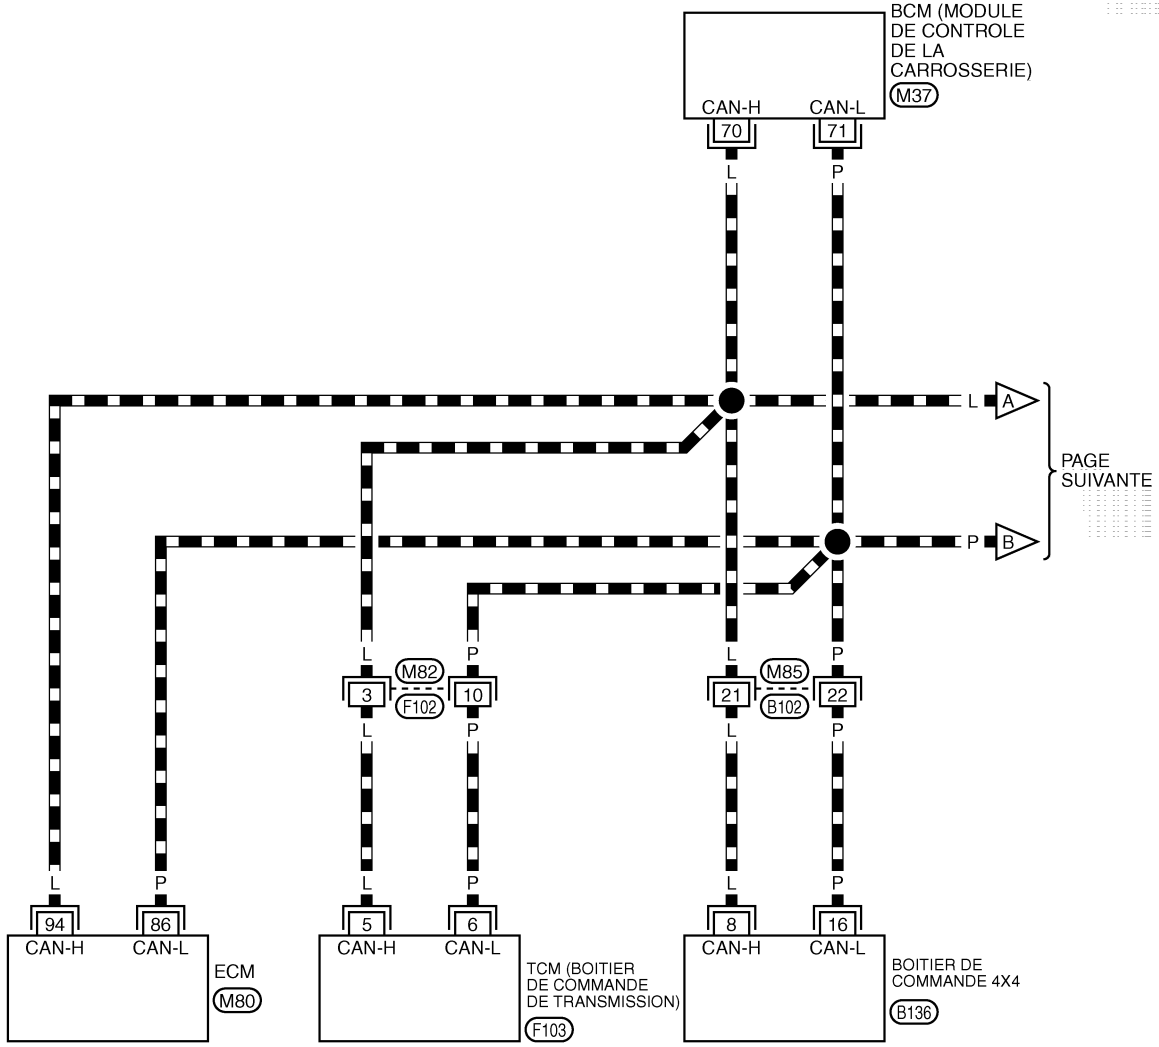 BCM (MODULE
DE CONTROLE
DE LA
CARROSSERIE)
M37
CAN-H CAN-L
70 71
L P
L A
PAGE
SUIVANTE
P B
L P L P
M82 M85
3 10 21 22
F102 B102
L P L P
L P L P L P
94 86 5 6 8 16
CAN-H CAN-L CAN-H CAN-L CAN-H CAN-L
ECM
M80
TCM (BOITIER
DE COMMANDE
DE TRANSMISSION)
F103
BOITIER DE
COMMANDE 4X4
B136